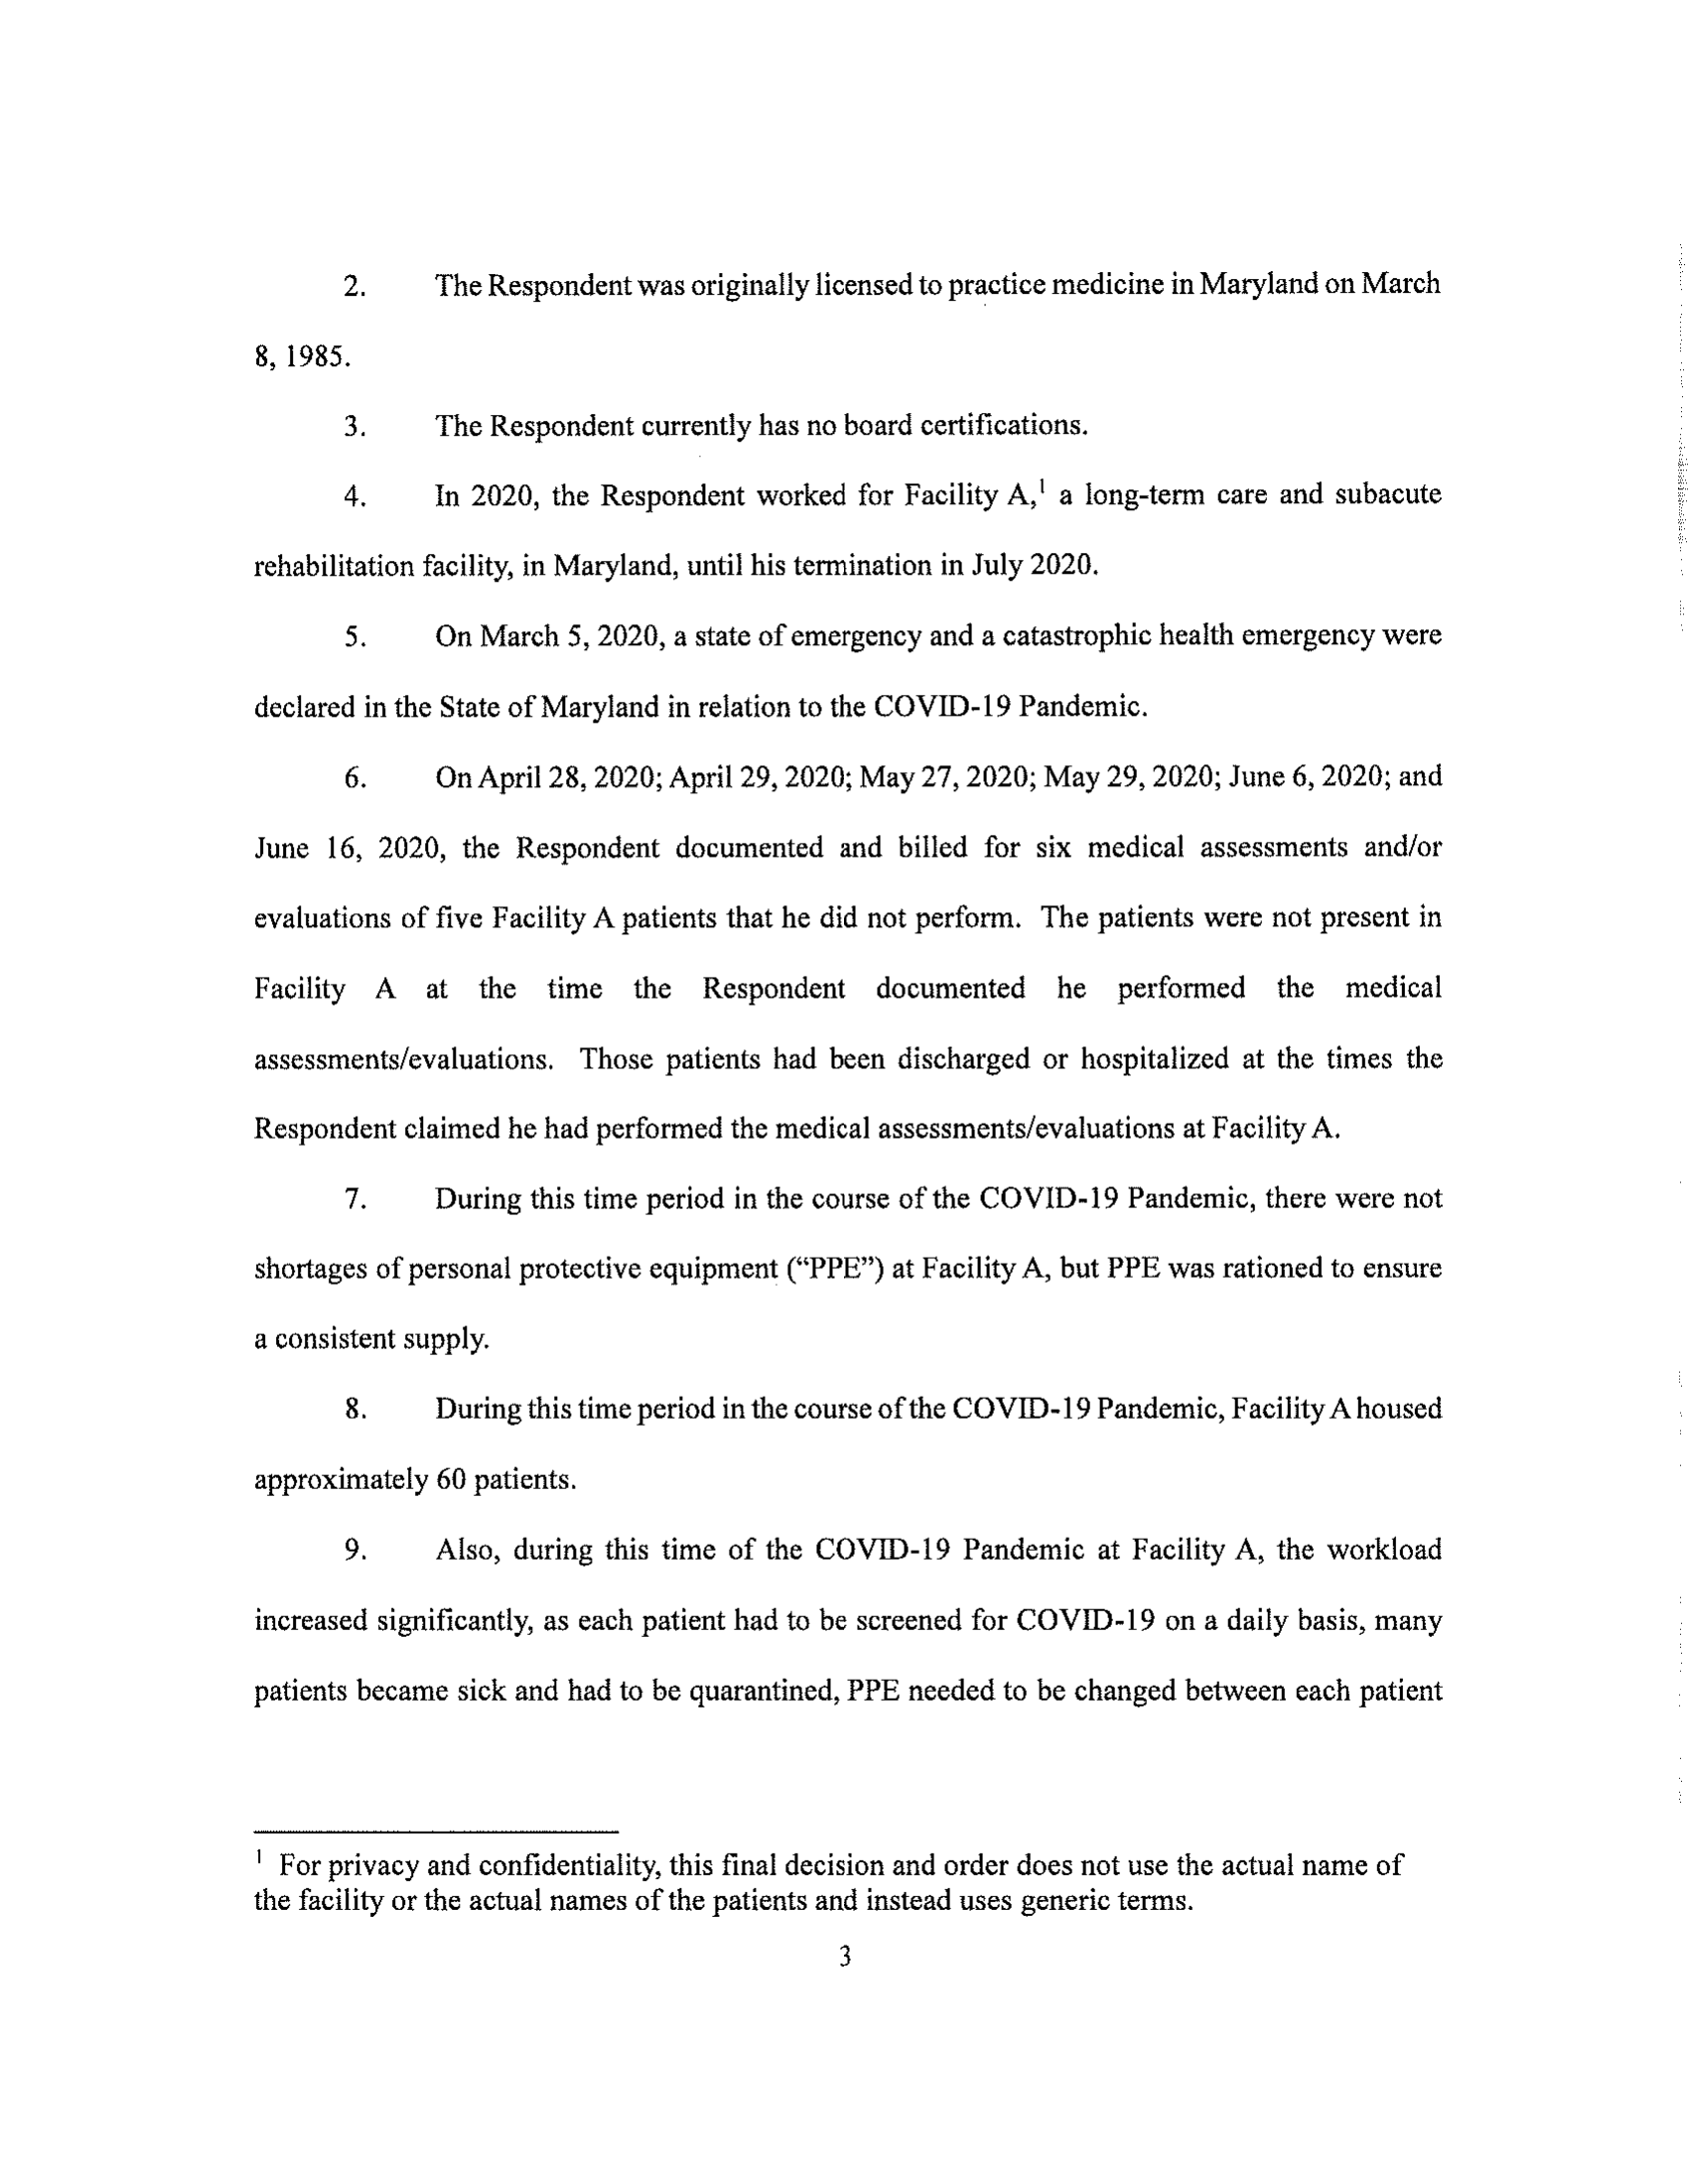 2. The Respondent was originally licensed to practice medicine in Maryland on March
8, 1985.
3. The Respondent currently has no board certifications.
4. In 2020, the Respondent worked for Facility A,¹ a long-term care and subacute
rehabilitation facility, in Maryland, until his termination in July 2020.
5. On March 5, 2020, a state of emergency and a catastrophic health emergency were
declared in the State of Maryland in relation to the COVID-19 Pandemic.
6. On April 28, 2020; April 29, 2020; May 27, 2020; May 29, 2020; June 6, 2020; and
June 16, 2020, the Respondent documented and billed for six medical assessments and/or
evaluations of five Facility A patients that he did not perform. The patients were not present in
Facility A at the time the Respondent documented he performed the medical
assessments/evaluations. Those patients had been discharged or hospitalized at the times the
Respondent claimed he had performed the medical assessments/evaluations at Facility A.
7. During this time period in the course of the COVID-19 Pandemic, there were not
shortages of personal protective equipment (“PPE”) at Facility A, but PPE was rationed to ensure
a consistent supply.
8. During this time period in the course of the COVID-19 Pandemic, Facility A housed
approximately 60 patients.
9. Also, during this time of the COVID-19 Pandemic at Facility A, the workload
increased significantly, as each patient had to be screened for COVID-19 on a daily basis, many
patients became sick and had to be quarantined, PPE needed to be changed between each patient
¹ For privacy and confidentiality, this final decision and order does not use the actual name of
the facility or the actual names of the patients and instead uses generic terms.
3